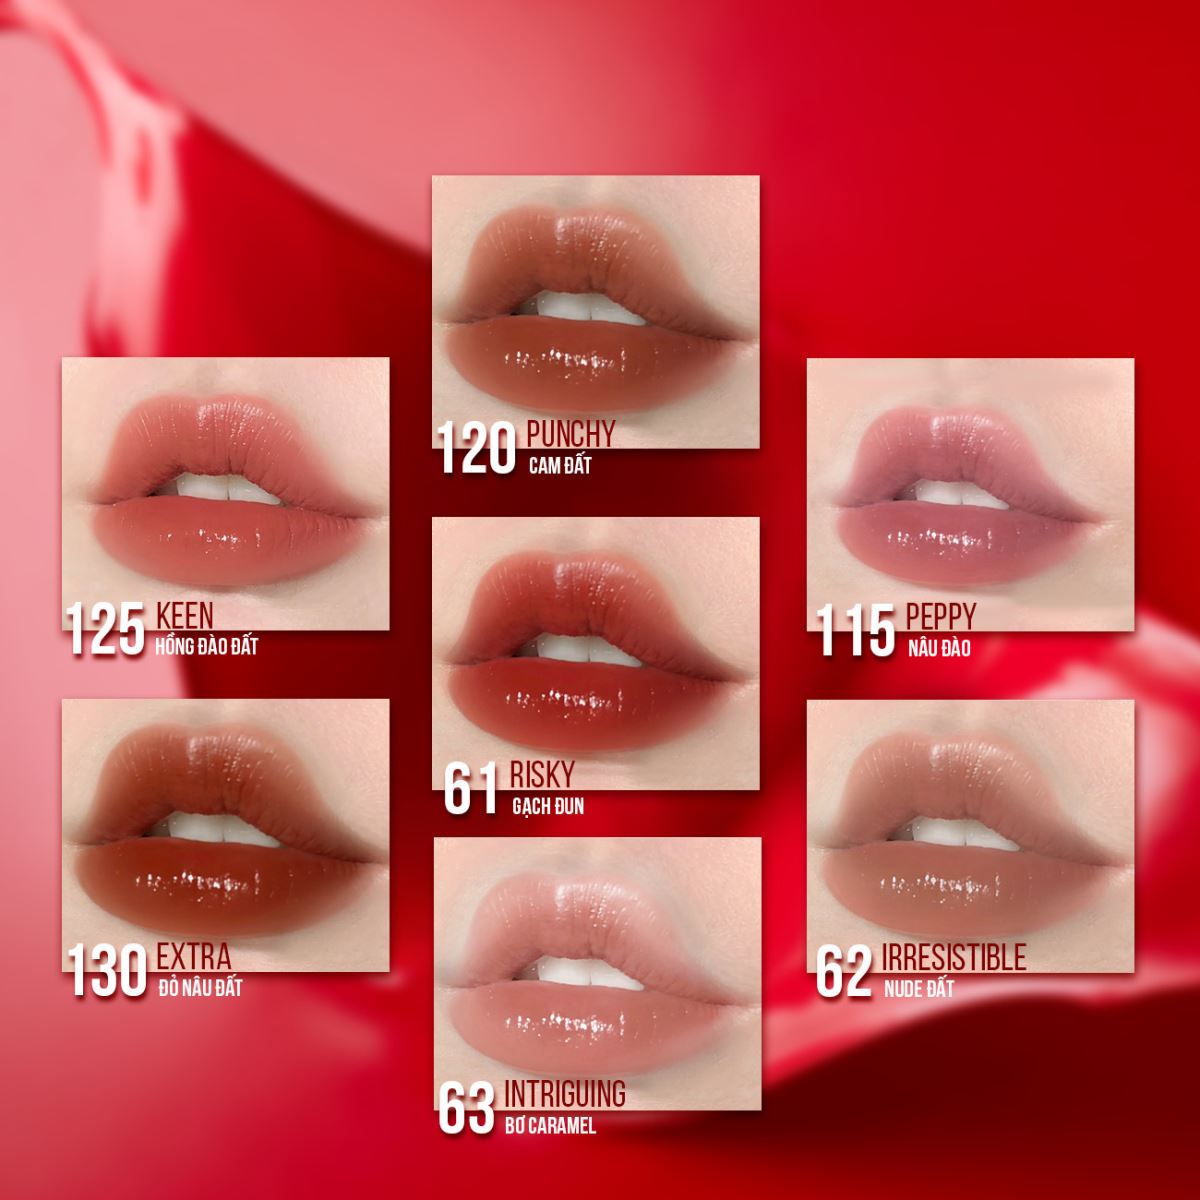 120 PUNCHY
CAM ĐẤT
125 KEEN
HỒNG ĐÀO ĐẤT
115 PEPPY
NÂU ĐÀO
61 RISKY
GẠCH ĐUN
130 EXTRA
ĐỎ NÂU ĐẤT
62 IRRESISTIBLE
NUDE ĐẤT
63 INTRIGUING
BƠ CARAMEL